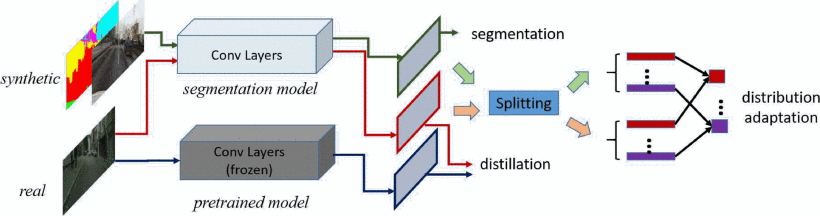 synthetic
real
Conv Layers
segmentation model
Conv Layers
(frozen)
pretrained model
segmentation
distillation
Splitting
distribution
adaptation